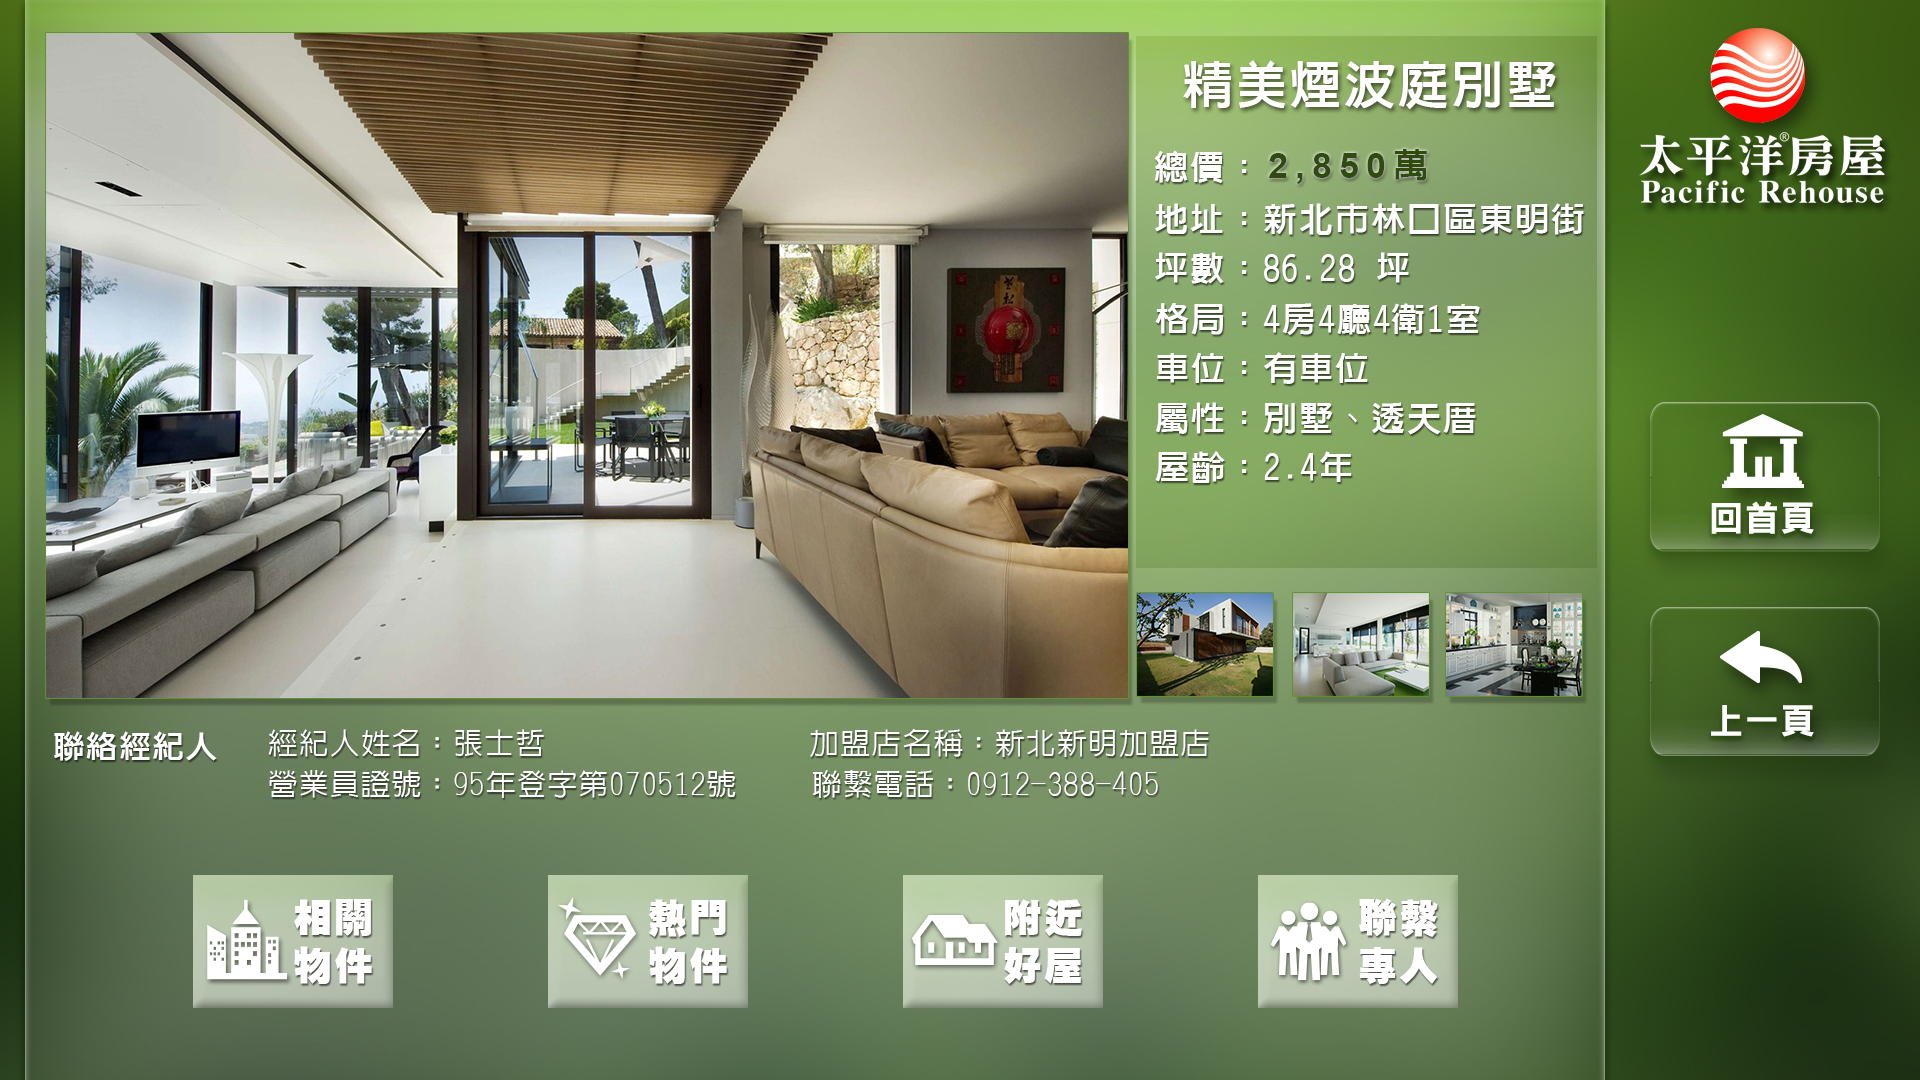 精美煙波庭別墅
總價：2,850萬
地址：新北市林口區東明街
坪數：86.28 坪
格局：4房4廳4衛1室
車位：有車位
屬性：別墅、透天厝
屋齡：2.4年
太平洋房屋®
Pacific Rehouse
回首頁
上一頁
聯絡經紀人
經紀人姓名：張士哲
加盟店名稱：新北新明加盟店
營業員證號：95年登字第070512號
聯繫電話：0912-388-405
相關
物件
熱門
物件
附近
好屋
聯繫
專人